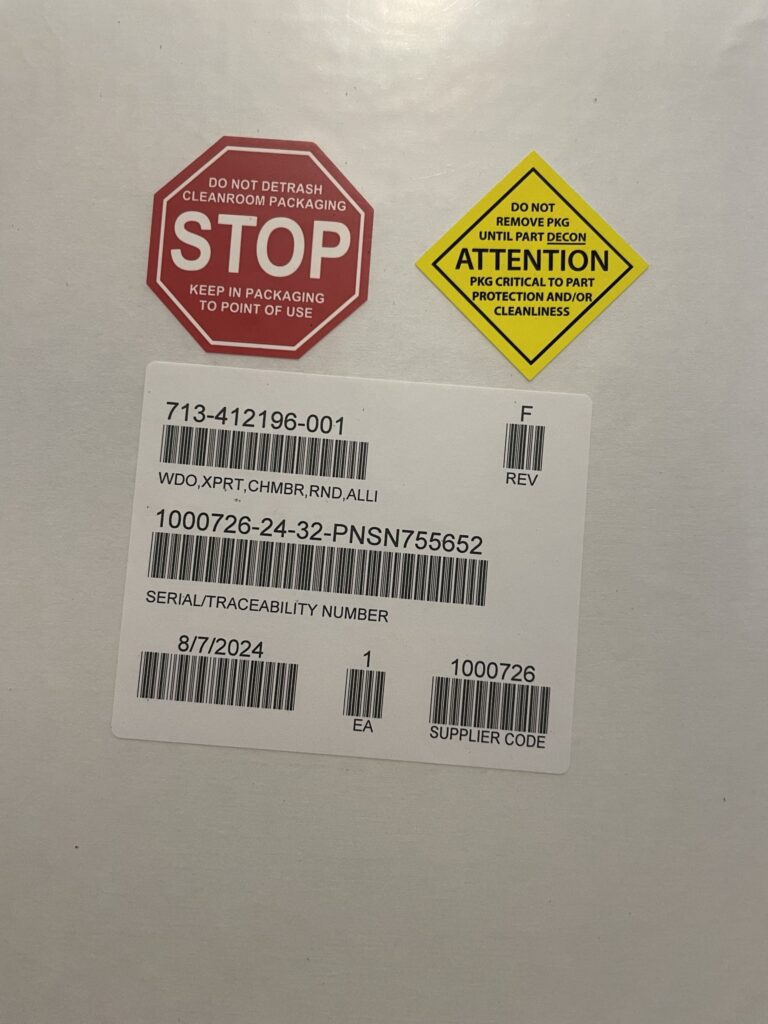 DO NOT DETRASH
CLEANROOM PACKAGING
STOP
KEEP IN PACKAGING
TO POINT OF USE
DO NOT
REMOVE PKG
UNTIL PART DECON
ATTENTION
PKG CRITICAL TO PART
PROTECTION AND/OR
CLEANLINESS
713-412196-001
F
REV
WDO,XPRT,CHMBR,RND,ALLI
1000726-24-32-PNSN755652
SERIAL/TRACEABILITY NUMBER
8/7/2024
1
EA
1000726
SUPPLIER CODE